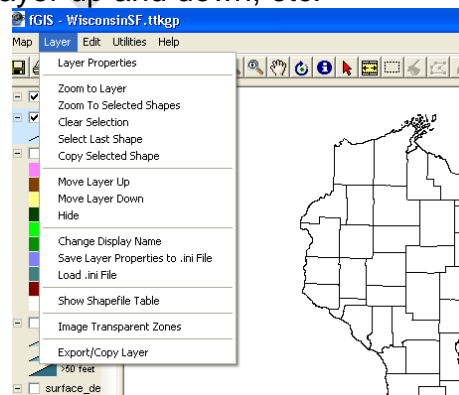 ayer up and down, etc.
fGIS - WisconsinSF.ttkgp
Map Layer Edit Utilities Help
Layer Properties
Zoom to Layer
Zoom To Selected Shapes
Clear Selection
Select Last Shape
Copy Selected Shape
Move Layer Up
Move Layer Down
Hide
Change Display Name
Save Layer Properties to .ini File
Load .ini File
Show Shapefile Table
Image Transparent Zones
Export/Copy Layer
>50 feet
surface_de